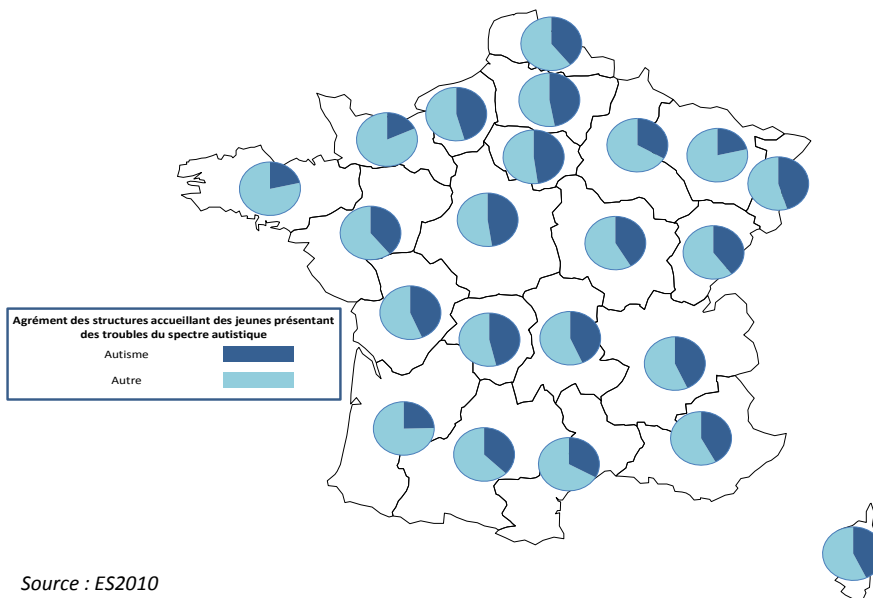 Agrément des structures accueillant des jeunes présentant
des troubles du spectre autistique
Autisme
Autre
Source : ES2010